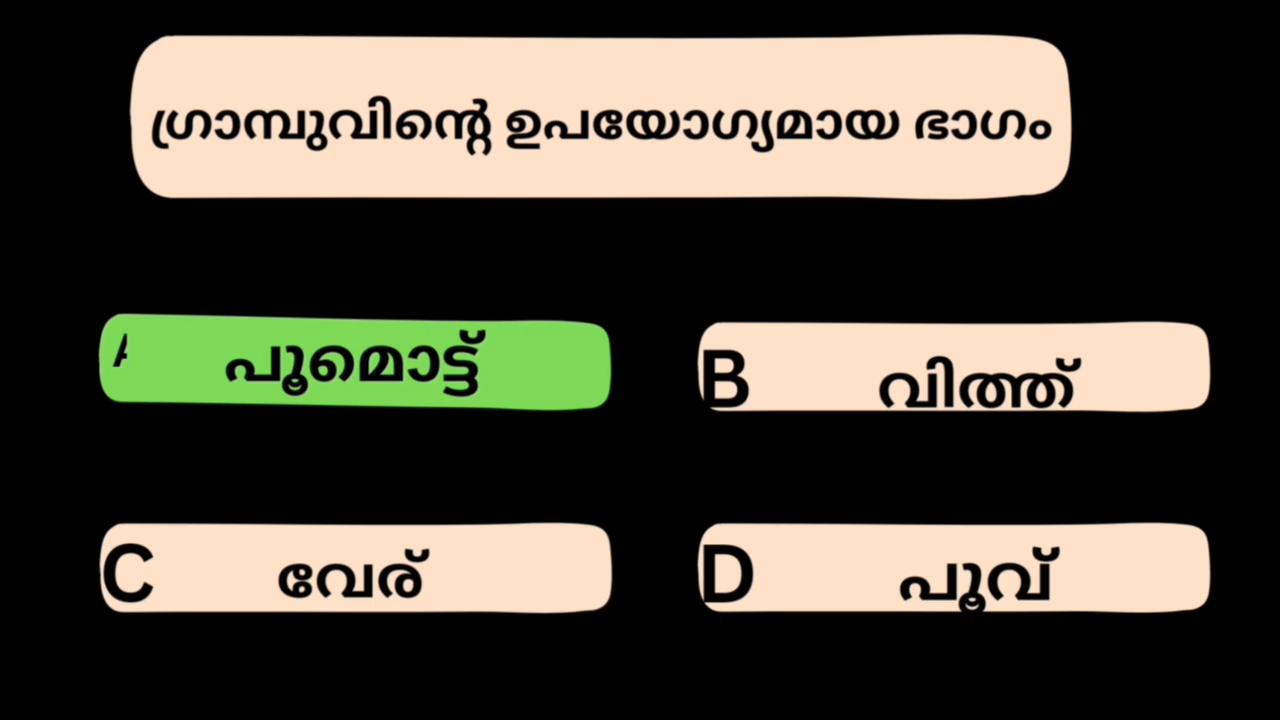 ഗ്രാമ്പുവിന്റെ ഉപയോഗ്യമായ ഭാഗം
A പൂമൊട്ട്
B വിത്ത്
C വേര്
D പൂവ്